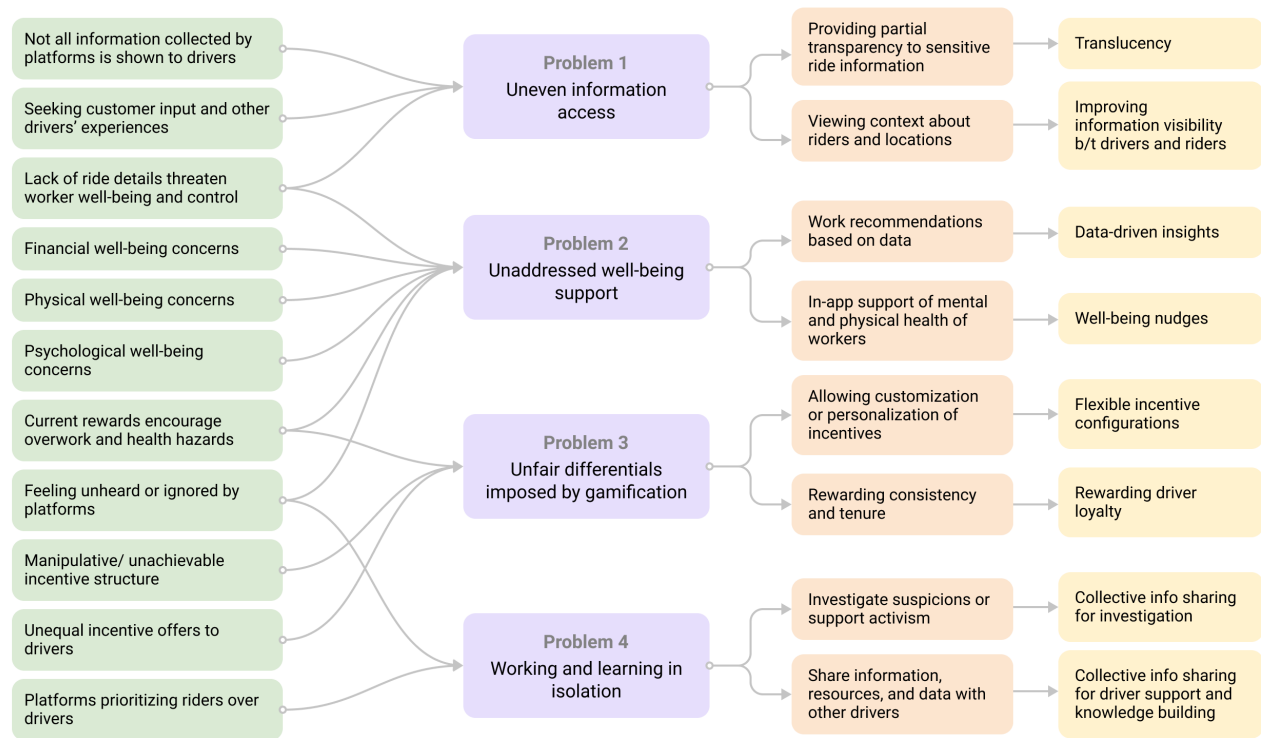 Not all information collected by
platforms is shown to drivers
Seeking customer input and other
drivers’ experiences
Lack of ride details threaten
worker well-being and control
Financial well-being concerns
Physical well-being concerns
Psychological well-being
concerns
Current rewards encourage
overwork and health hazards
Feeling unheard or ignored by
platforms
Manipulative/ unachievable
incentive structure
Unequal incentive offers to
drivers
Platforms prioritizing riders over
drivers
Problem 1
Uneven information
access
Problem 2
Unaddressed well-being
support
Problem 3
Unfair differentials
imposed by gamification
Problem 4
Working and learning in
isolation
Providing partial
transparency to sensitive
ride information
Viewing context about
riders and locations
Work recommendations
based on data
In-app support of mental
and physical health of
workers
Allowing customization
or personalization of
incentives
Rewarding consistency
and tenure
Investigate suspicions or
support activism
Share information,
resources, and data with
other drivers
Translucency
Improving
information visibility
b/t drivers and riders
Data-driven insights
Well-being nudges
Flexible incentive
configurations
Rewarding driver
loyalty
Collective info sharing
for investigation
Collective info sharing
for driver support and
knowledge building